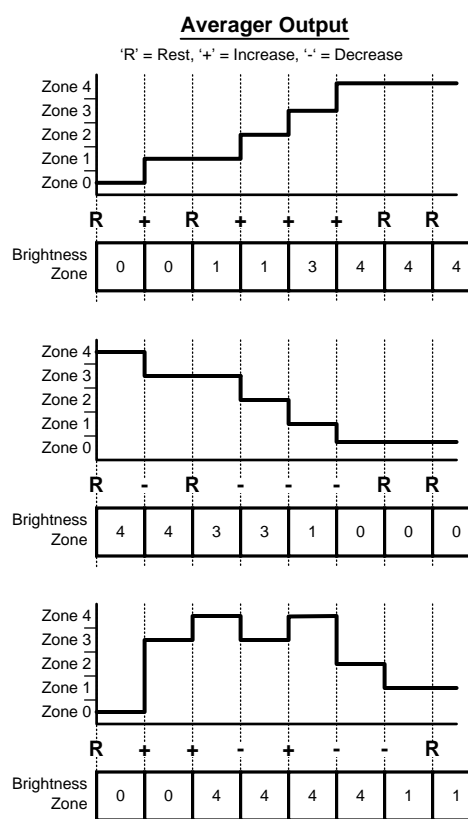 Averager Output
‘R’ = Rest, ‘+’ = Increase, ‘-‘ = Decrease
Zone 4
Zone 3
Zone 2
Zone 1
Zone 0
R + R + + + R R
Brightness Zone 0 0 1 1 3 4 4 4
Zone 4
Zone 3
Zone 2
Zone 1
Zone 0
R - R - - - R R
Brightness Zone 4 4 3 3 1 0 0 0
Zone 4
Zone 3
Zone 2
Zone 1
Zone 0
R + + - + - - R
Brightness Zone 0 0 4 4 4 4 1 1